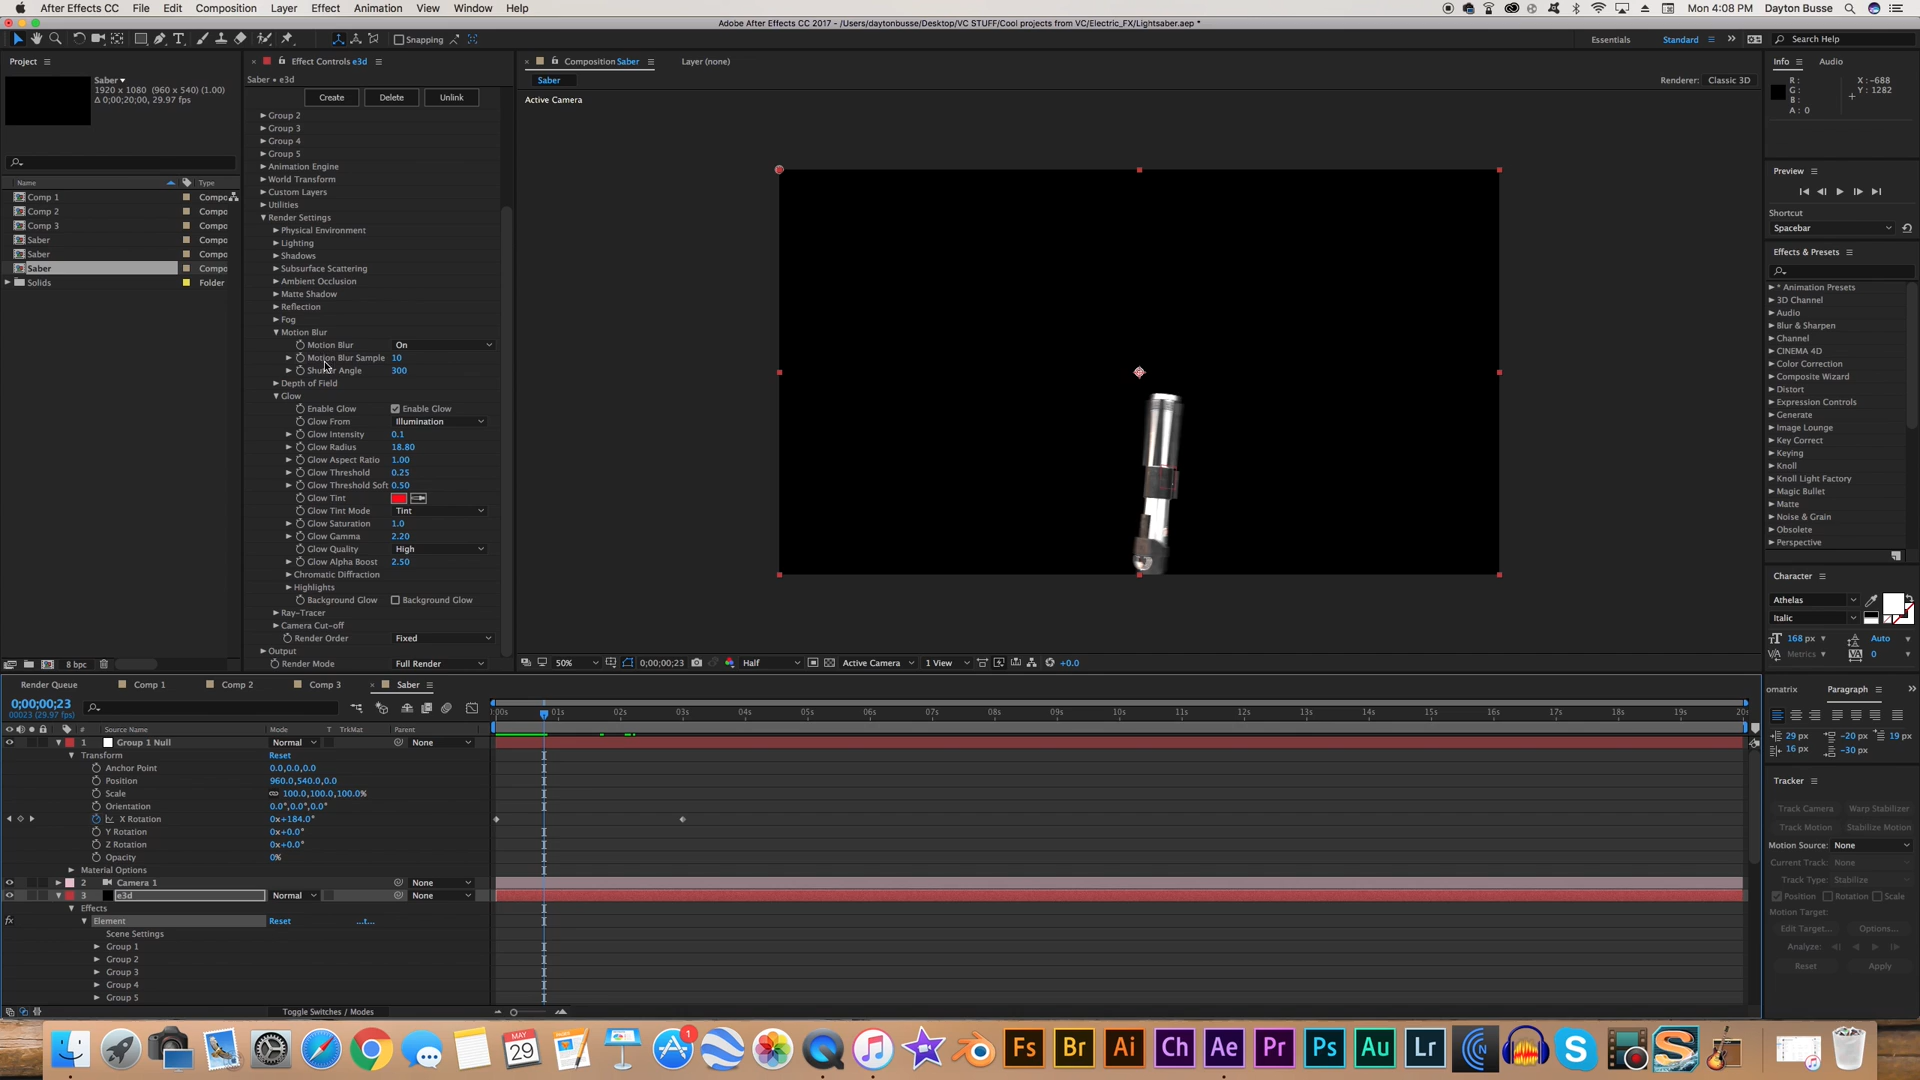 After Effects CC File Edit Composition Layer Effect Animation View Window Help Mon 4:08 PM Dayton Busse
Adobe After Effects CC 2017 - /Users/daytonbusse/Desktop/VC STUFF/Cool projects from VC/Electric_FX/Lightsaber.aep *
Snapping Essentials Standard Search Help
Project
Effect Controls e3d
Composition Saber
Layer (none)
Info Audio
Saber
1920 x 1080 (960 x 540) (1.00)
Δ 0;00;20;00, 29.97 fps
Saber • e3d
Saber
Renderer: Classic 3D
Create Delete Unlink
Active Camera
R :
G :
B :
A : 0
X : -688
Y : 1282
Name Type
Comp 1 Compo
Comp 2 Compo
Comp 3 Compo
Saber Compo
Saber Compo
Saber Compo
Solids Folder
8 bpc
Group 2
Group 3
Group 4
Group 5
Animation Engine
World Transform
Custom Layers
Utilities
Render Settings
Physical Environment
Lighting
Shadows
Subsurface Scattering
Ambient Occlusion
Matte Shadow
Reflection
Fog
Motion Blur
Motion Blur On
Motion Blur Sample 10
Angle 300
Depth of Field
Glow
Enable Glow Enable Glow
Glow From Illumination
Glow Intensity 0.1
Glow Radius 18.80
Glow Aspect Ratio 1.00
Glow Threshold 0.25
Glow Threshold Soft 0.50
Glow Tint
Glow Tint Mode Tint
Glow Saturation 1.0
Glow Gamma 2.20
Glow Quality High
Glow Alpha Boost 2.50
Chromatic Diffraction
Highlights
Background Glow Background Glow
Ray-Tracer
Camera Cut-off
Render Order Fixed
Output
Render Mode Full Render
50% 0;00;00;23 Half Active Camera 1 View +0.0
Preview
Shortcut
Spacebar
Effects & Presets
* Animation Presets
3D Channel
Audio
Blur & Sharpen
Channel
CINEMA 4D
Color Correction
Composite Wizard
Distort
Expression Controls
Generate
Image Lounge
Key Correct
Keying
Knoll
Knoll Light Factory
Magic Bullet
Matte
Noise & Grain
Obsolete
Perspective
Character
Athelas
Italic
168 px Auto
Metrics 0
omatrix Paragraph
29 px -20 px 19 px
16 px -30 px
Tracker
Track Camera Warp Stabilizer
Track Motion Stabilize Motion
Motion Source: None
Current Track: None
Track Type: Stabilize
Position Rotation Scale
Motion Target:
Edit Target... Options...
Analyze:
Reset Apply
Render Queue Comp 1 Comp 2 Comp 3 Saber
0;00;00;23
00023 (29.97 fps)
:00s 01s 02s 03s 04s 05s 06s 07s 08s 09s 10s 11s 12s 13s 14s 15s 16s 17s 18s 19s 20s
# Source Name Mode T TrkMat Parent
1 Group 1 Null Normal None
Transform Reset
Anchor Point 0.0,0.0,0.0
Position 960.0,540.0,0.0
Scale 100.0,100.0,100.0%
Orientation 0.0°,0.0°,0.0°
X Rotation 0x+184.0°
Y Rotation 0x+0.0°
Z Rotation 0x+0.0°
Opacity 0%
Material Options
2 Camera 1 None
3 e3d Normal None
Effects
fx Element Reset ...t...
Scene Settings
Group 1
Group 2
Group 3
Group 4
Group 5
Toggle Switches / Modes
MAY
29
1
Fs Br Ai Ch Ae Pr Ps Au Lr